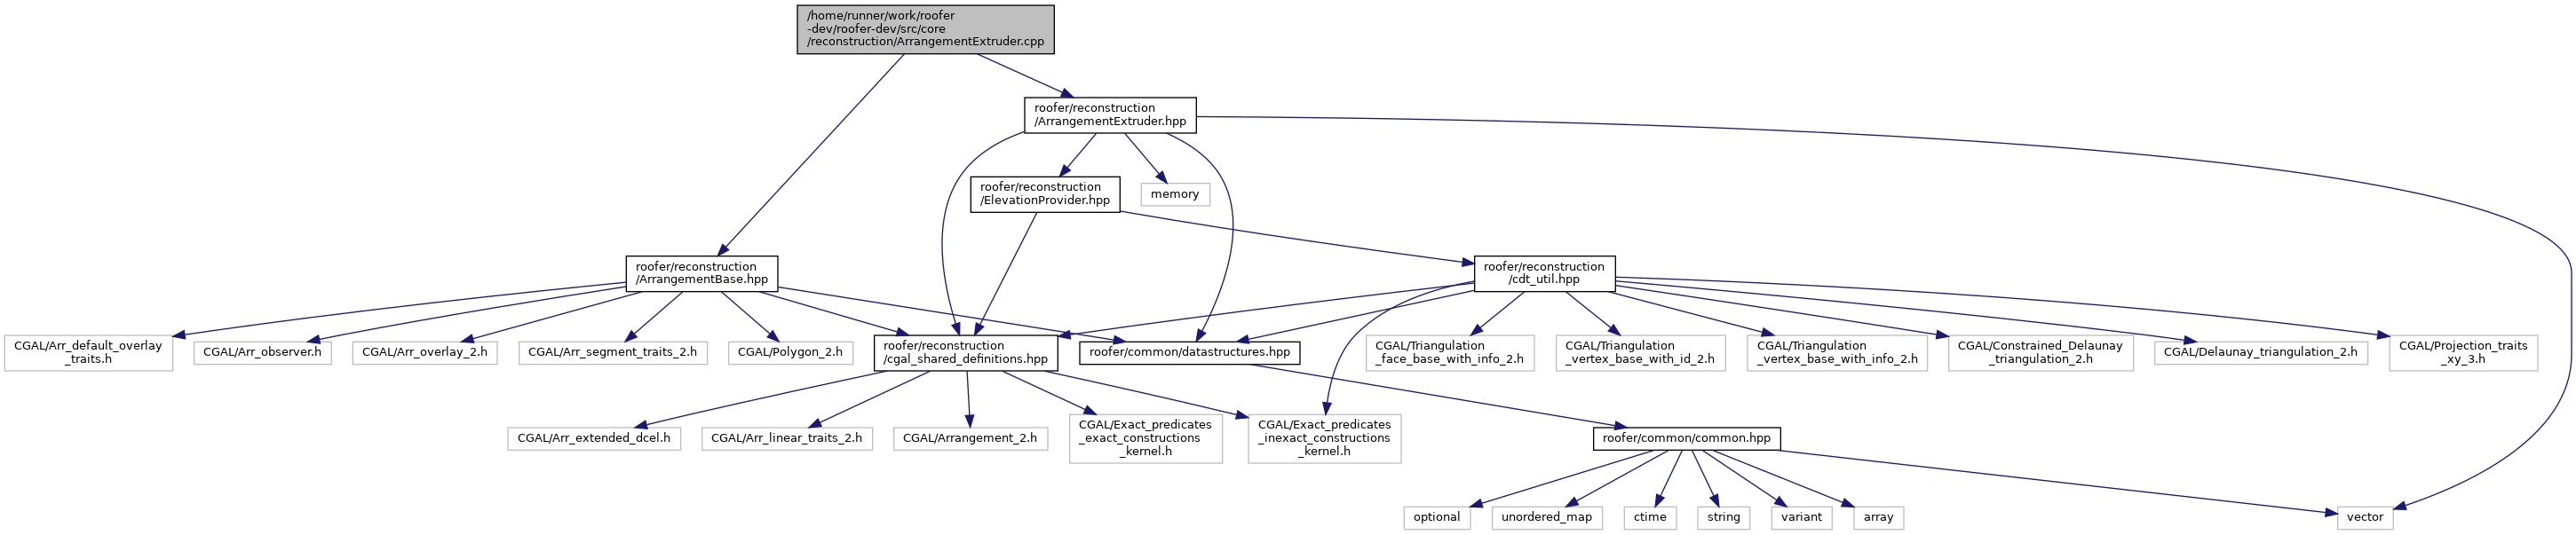 /home/runner/work/roofer
-dev/roofer-dev/src/core
/reconstruction/ArrangementExtruder.cpp
roofer/reconstruction
/ArrangementExtruder.hpp
roofer/reconstruction
/ElevationProvider.hpp
memory
roofer/reconstruction
/ArrangementBase.hpp
roofer/reconstruction
/cdt_util.hpp
CGAL/Arr_default_overlay
_traits.h
CGAL/Arr_observer.h
CGAL/Arr_overlay_2.h
CGAL/Arr_segment_traits_2.h
CGAL/Polygon_2.h
roofer/reconstruction
/cgal_shared_definitions.hpp
roofer/common/datastructures.hpp
CGAL/Triangulation
_face_base_with_info_2.h
CGAL/Triangulation
_vertex_base_with_id_2.h
CGAL/Triangulation
_vertex_base_with_info_2.h
CGAL/Constrained_Delaunay
_triangulation_2.h
CGAL/Delaunay_triangulation_2.h
CGAL/Projection_traits
_xy_3.h
CGAL/Arr_extended_dcel.h
CGAL/Arr_linear_traits_2.h
CGAL/Arrangement_2.h
CGAL/Exact_predicates
_exact_constructions
_kernel.h
CGAL/Exact_predicates
_inexact_constructions
_kernel.h
roofer/common/common.hpp
optional
unordered_map
ctime
string
variant
array
vector